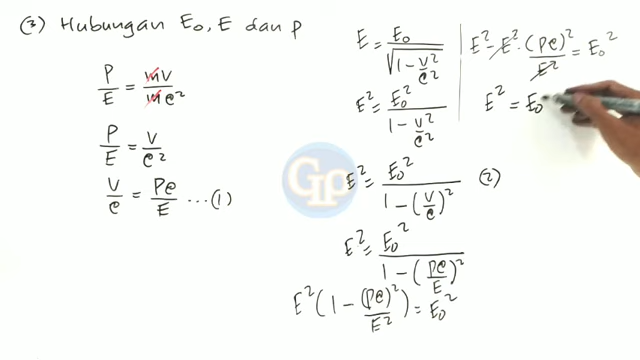 (3) Hubungan E₀, E dan p
P/E = mv/mc²
P/E = v/c²
v/c = Pc/E ...(1)
E = E₀/√(1 - v²/c²)
E² = E₀²/(1 - v²/c²)
E² = E₀²/(1 - (v/c)²) (2)
E² = E₀²/(1 - (Pc/E)²)
E²(1 - (Pc)²/E²) = E₀²
E² - E² · (Pc)²/E² = E₀²
E² = E₀
GP